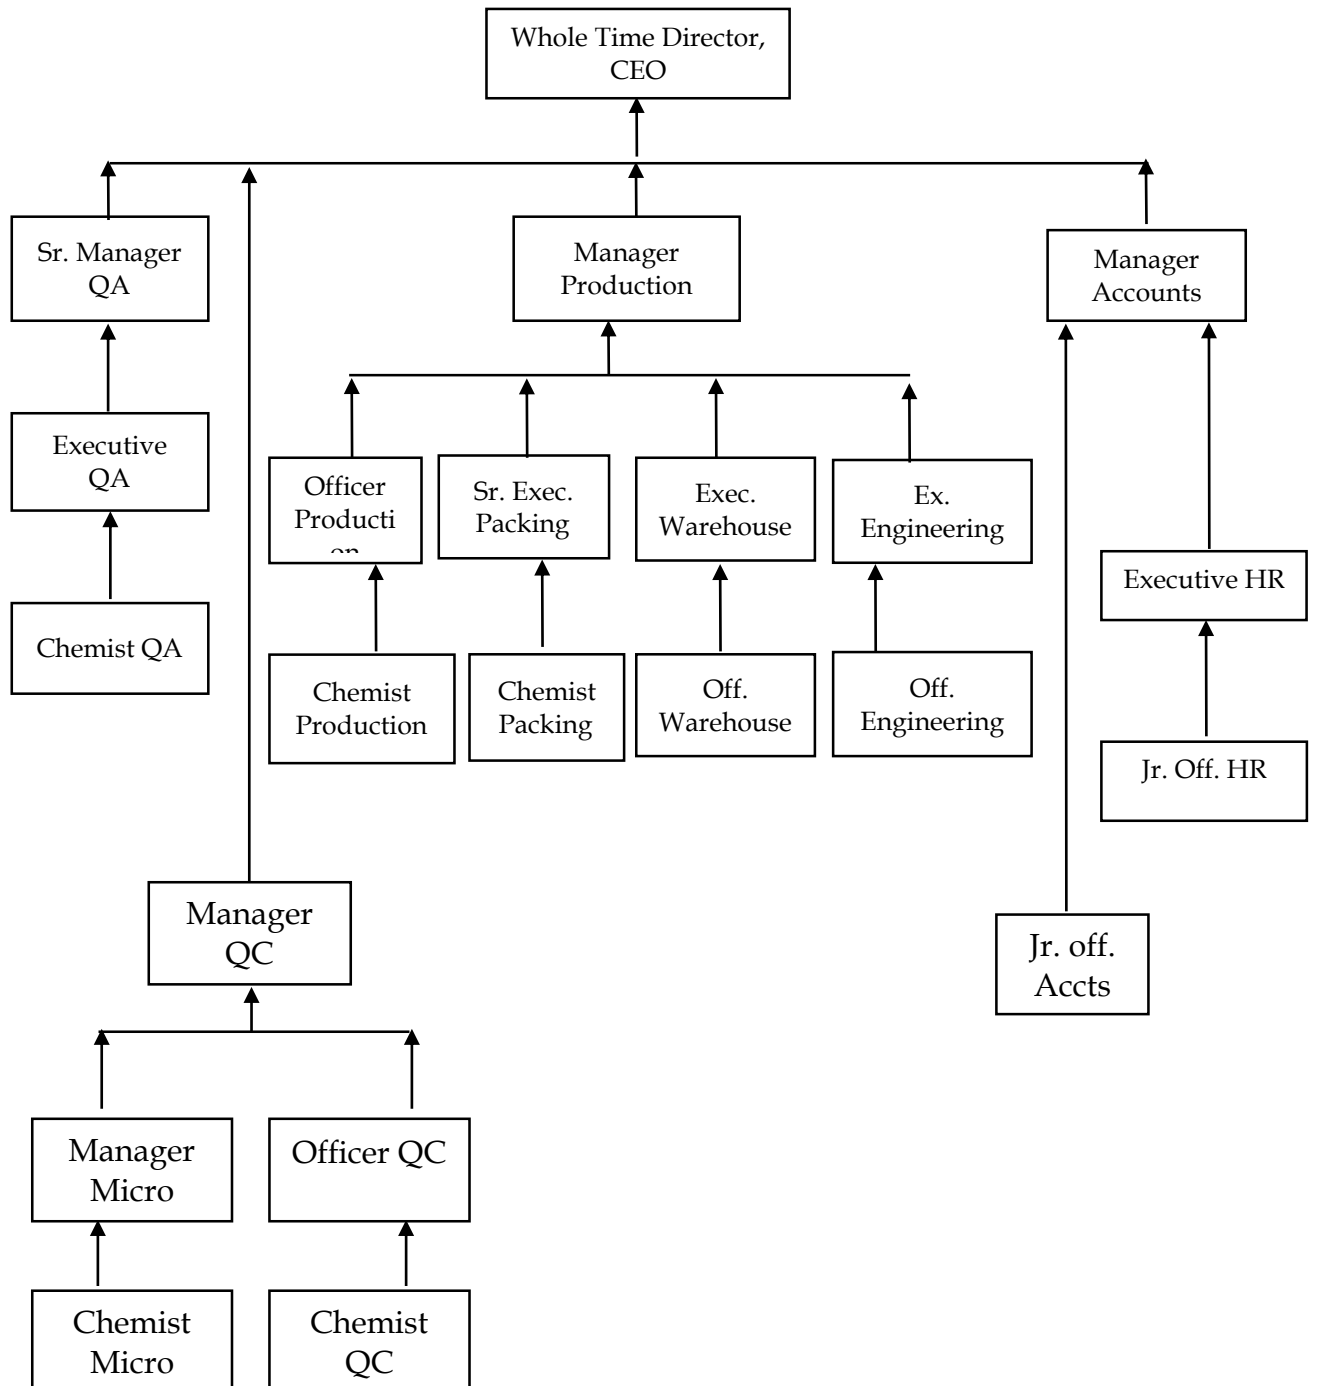 Whole Time Director,
CEO
Sr. Manager
QA
Manager
Production
Manager
Accounts
Executive
QA
Officer
Producti
on
Sr. Exec.
Packing
Exec.
Warehouse
Ex.
Engineering
Executive HR
Chemist QA
Chemist
Production
Chemist
Packing
Off.
Warehouse
Off.
Engineering
Jr. Off. HR
Manager
QC
Jr. off.
Accts
Manager
Micro
Officer QC
Chemist
Micro
Chemist
QC